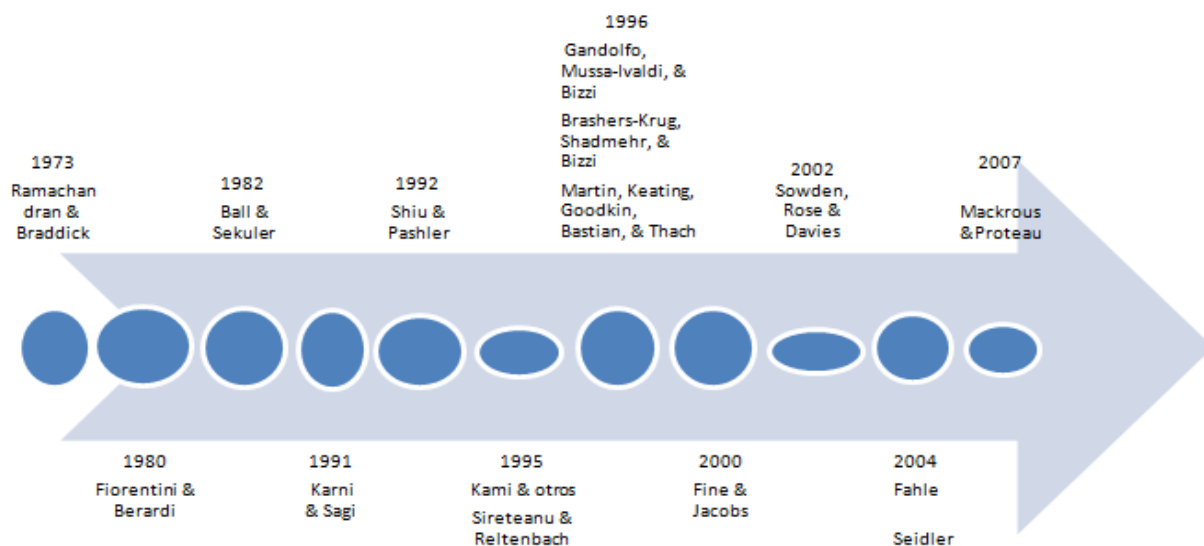 1996
Gandolfo,
Mussa-Ivaldi, &
Bizzi
Brashers-Krug,
Shadmehr, &
Bizzi
Martin, Keating,
Goodkin,
Bastian, & Thach
1973
Ramachan
dran &
Braddick
1982
Ball &
Sekuler
1992
Shiu &
Pashler
2002
Sowden,
Rose &
Davies
2007
Mackrous
&Proteau
1980
Fiorentini &
Berardi
1991
Karni
& Sagi
1995
Kami & otros
Sireteanu &
Reltenbach
2000
Fine &
Jacobs
2004
Fahle
Seidler